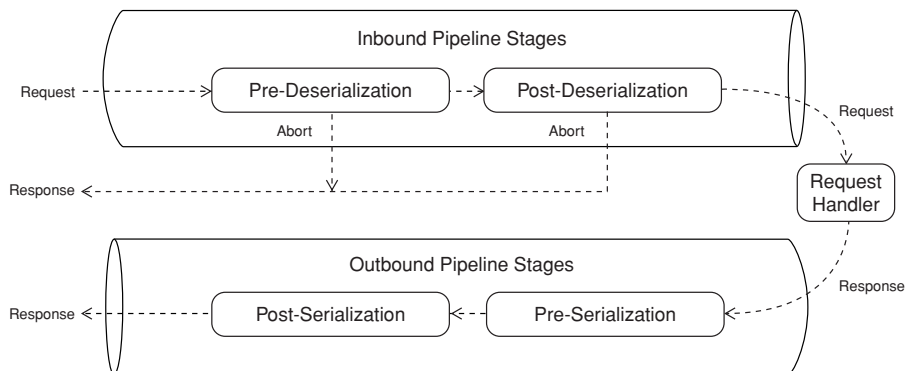 Inbound Pipeline Stages
Request
Pre-Deserialization
Post-Deserialization
Request
Abort
Abort
Response
Request
Handler
Outbound Pipeline Stages
Response
Response
Post-Serialization
Pre-Serialization